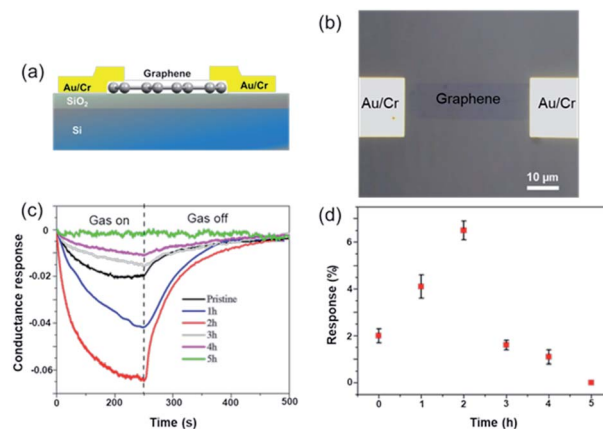 (a)
Graphene
Au/Cr
Au/Cr
SiO₂
Si
(b)
Au/Cr
Graphene
Au/Cr
10 µm
(c)
Gas on
Gas off
0.00
-0.02
-0.04
-0.06
Conductance response
Pristine
1h
2h
3h
4h
5h
0 200 400 500
Time (s)
(d)
6
4
2
0
Response (%)
0 1 2 3 4 5
Time (h)